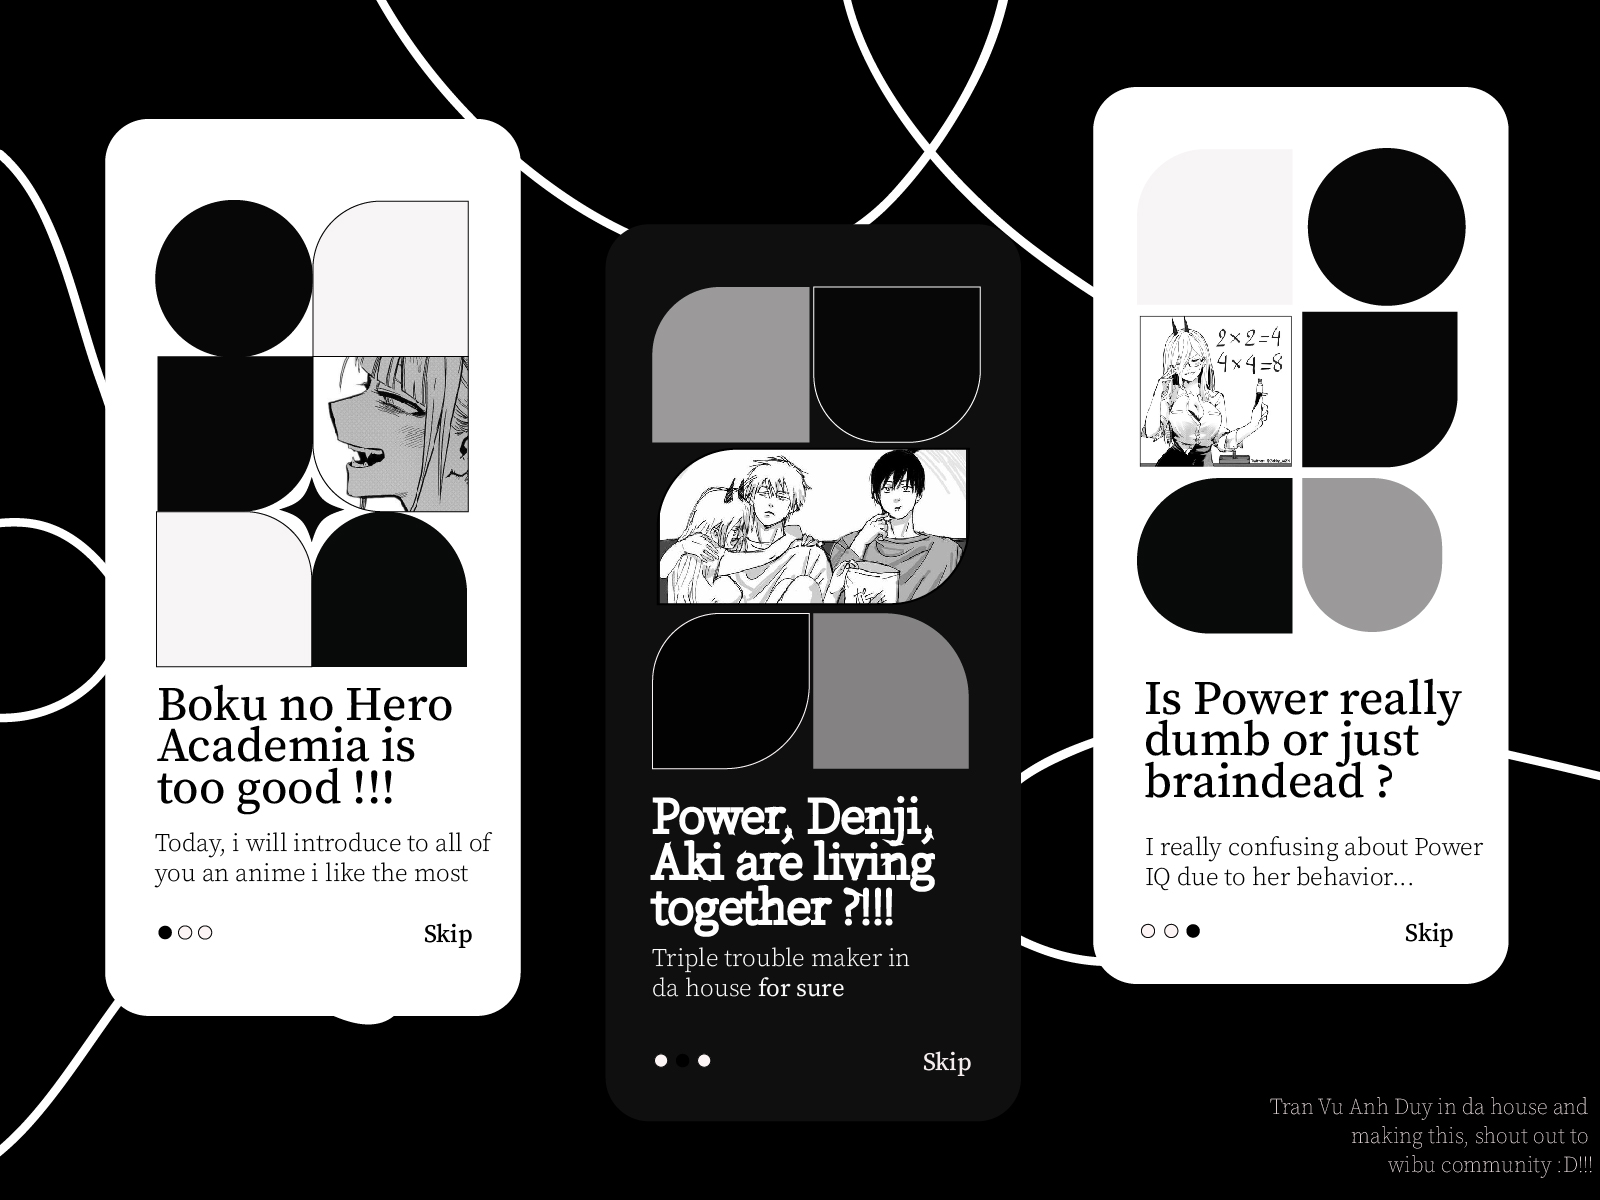 Boku no Hero
Academia is
too good !!!
Today, i will introduce to all of
you an anime i like the most
Skip
Power, Denji,
Aki are living
together ?!!!
Triple trouble maker in
da house for sure
Skip
2×2=4
4×4=8
Is Power really
dumb or just
braindead ?
I really confusing about Power
IQ due to her behavior...
Skip
Tran Vu Anh Duy in da house and
making this, shout out to
wibu community :D!!!